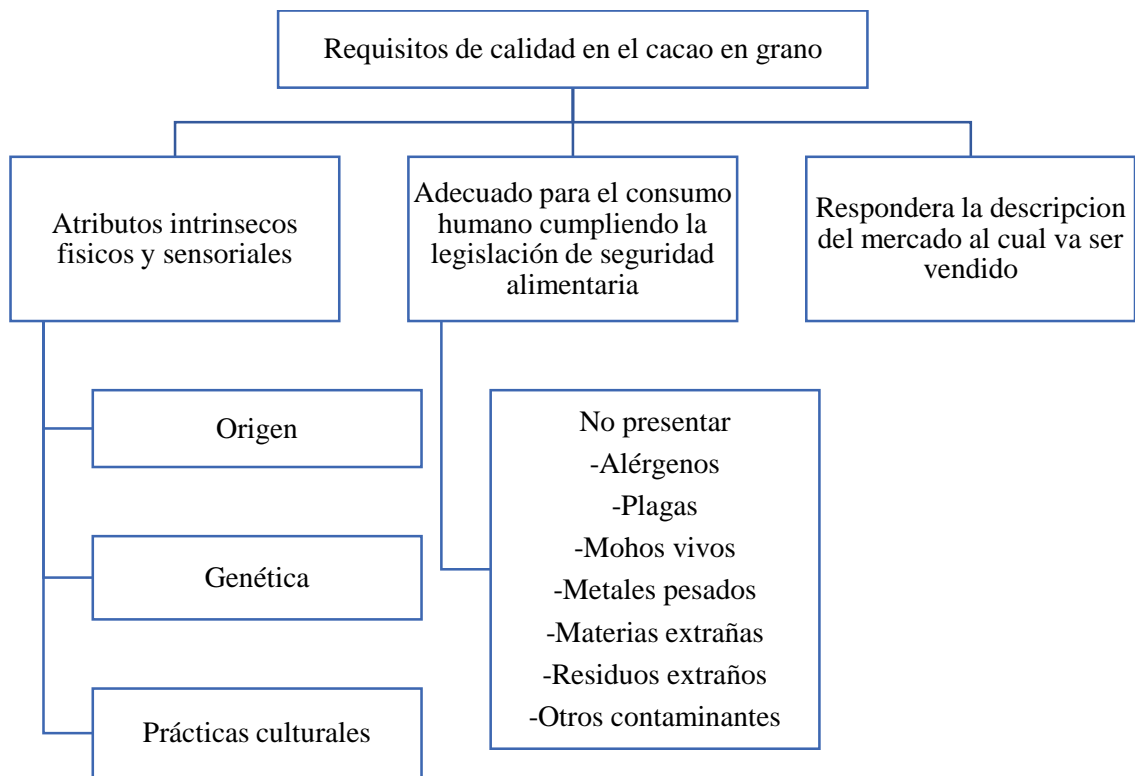 Requisitos de calidad en el cacao en grano
Atributos intrinsecos
fisicos y sensoriales
Adecuado para el consumo
humano cumpliendo la
legislación de seguridad
alimentaria
Respondera la descripcion
del mercado al cual va ser
vendido
Origen
Genética
Prácticas culturales
No presentar
-Alérgenos
-Plagas
-Mohos vivos
-Metales pesados
-Materias extrañas
-Residuos extraños
-Otros contaminantes